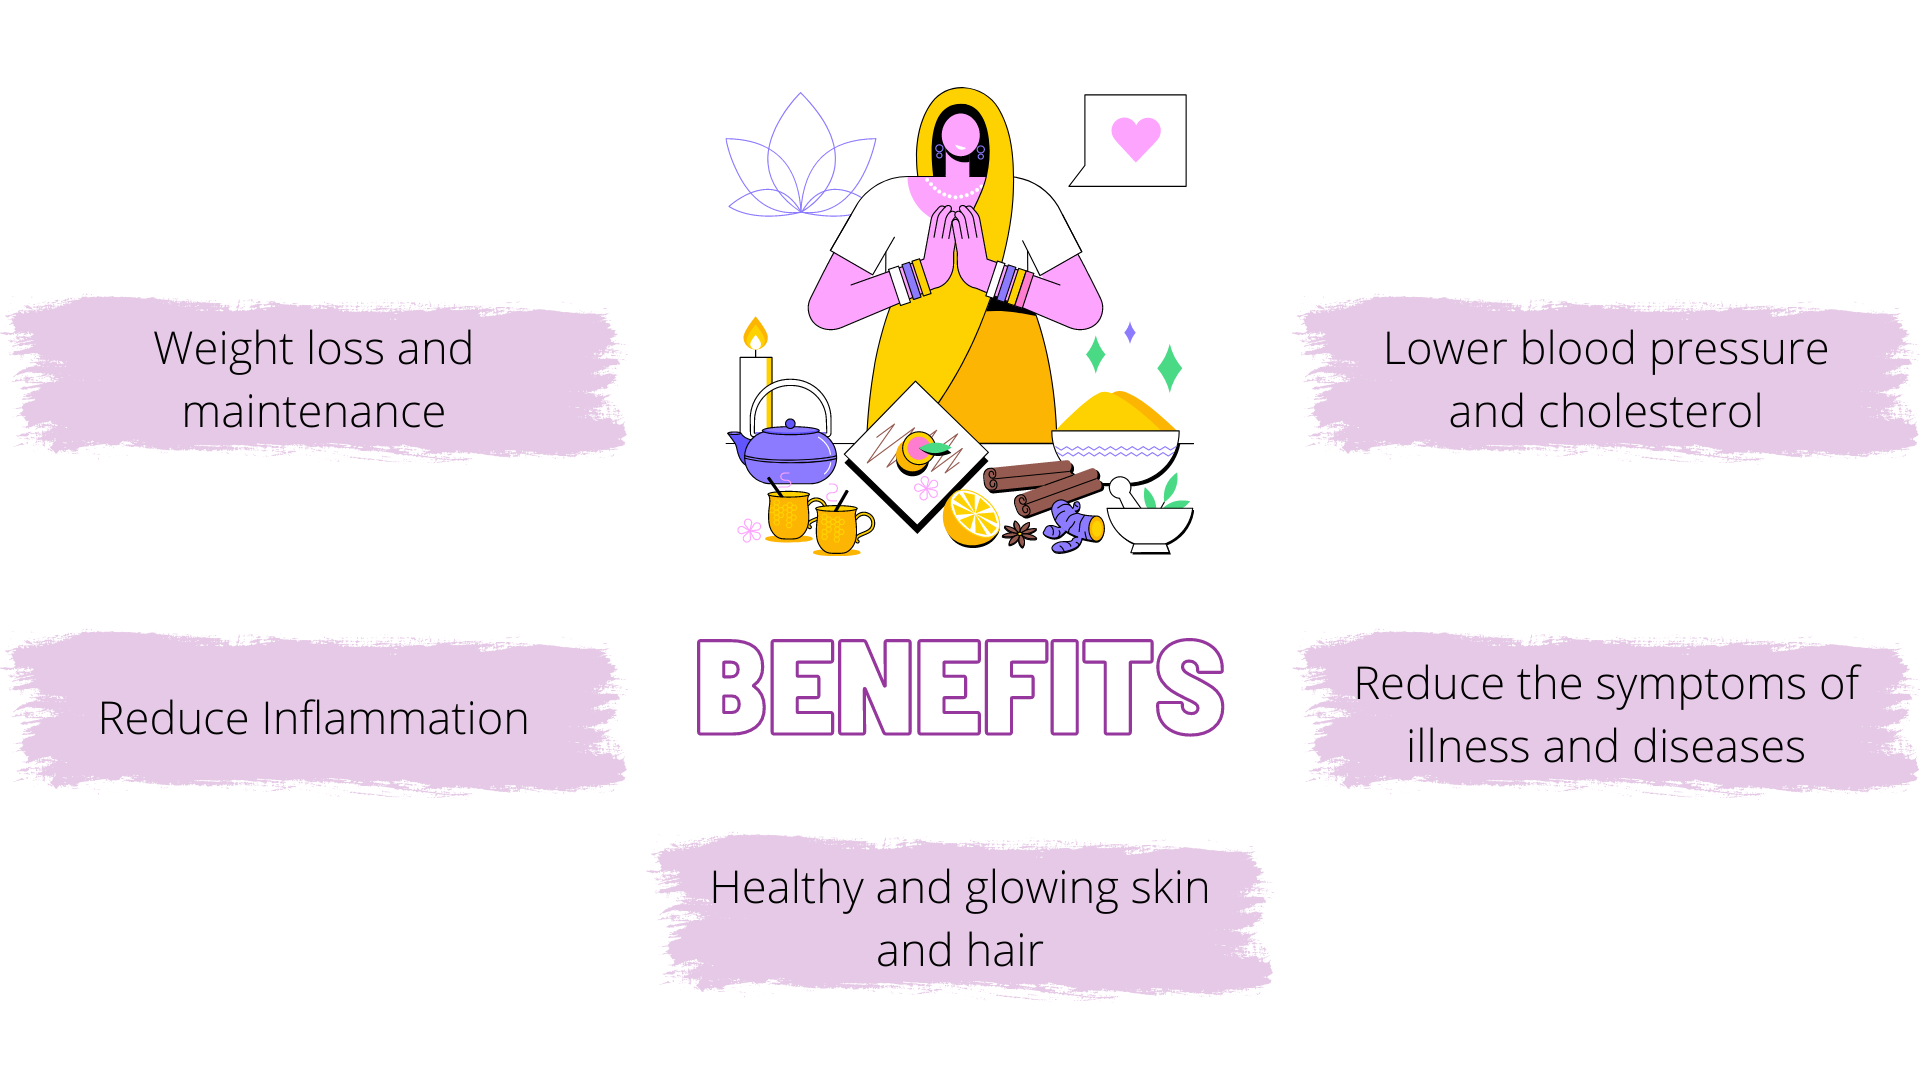 Weight loss and
maintenance
Lower blood pressure
and cholesterol
Reduce Inflammation
BENEFITS
Reduce the symptoms of
illness and diseases
Healthy and glowing skin
and hair